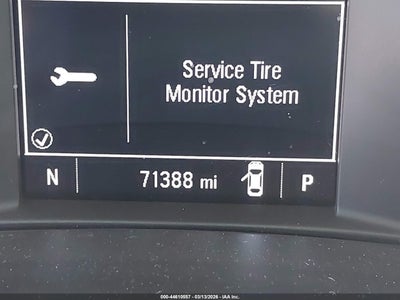 Service Tire
Monitor System
N 71388 mi P
000-44610557 - 03/13/2026 - IAA Inc.